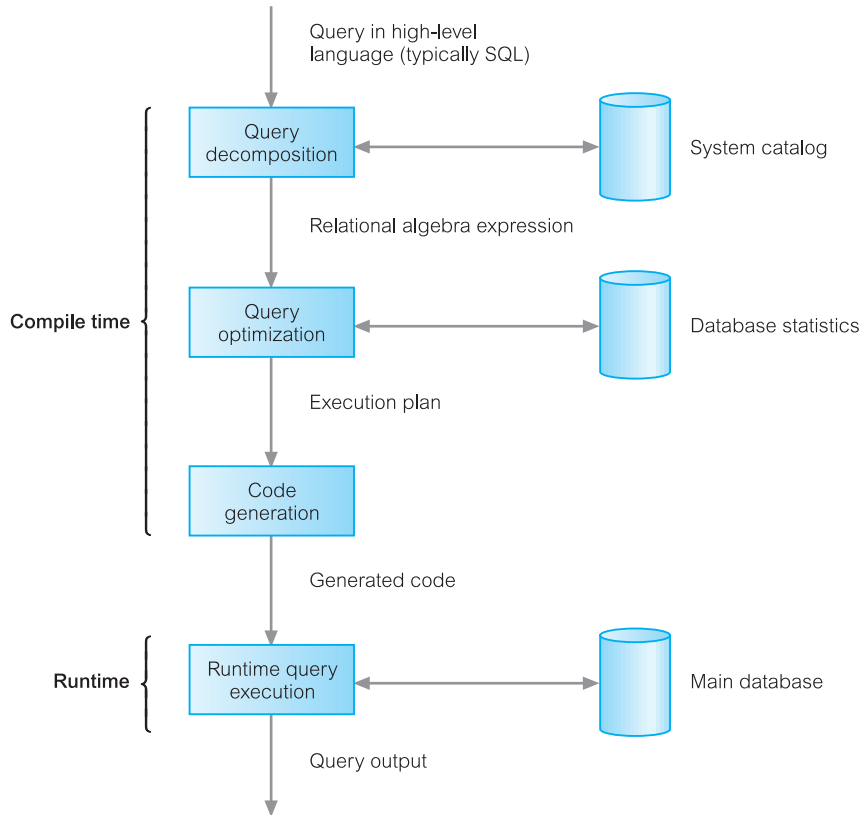 Query in high-level
language (typically SQL)
Query
decomposition
System catalog
Relational algebra expression
Compile time
Query
optimization
Database statistics
Execution plan
Code
generation
Generated code
Runtime
Runtime query
execution
Main database
Query output